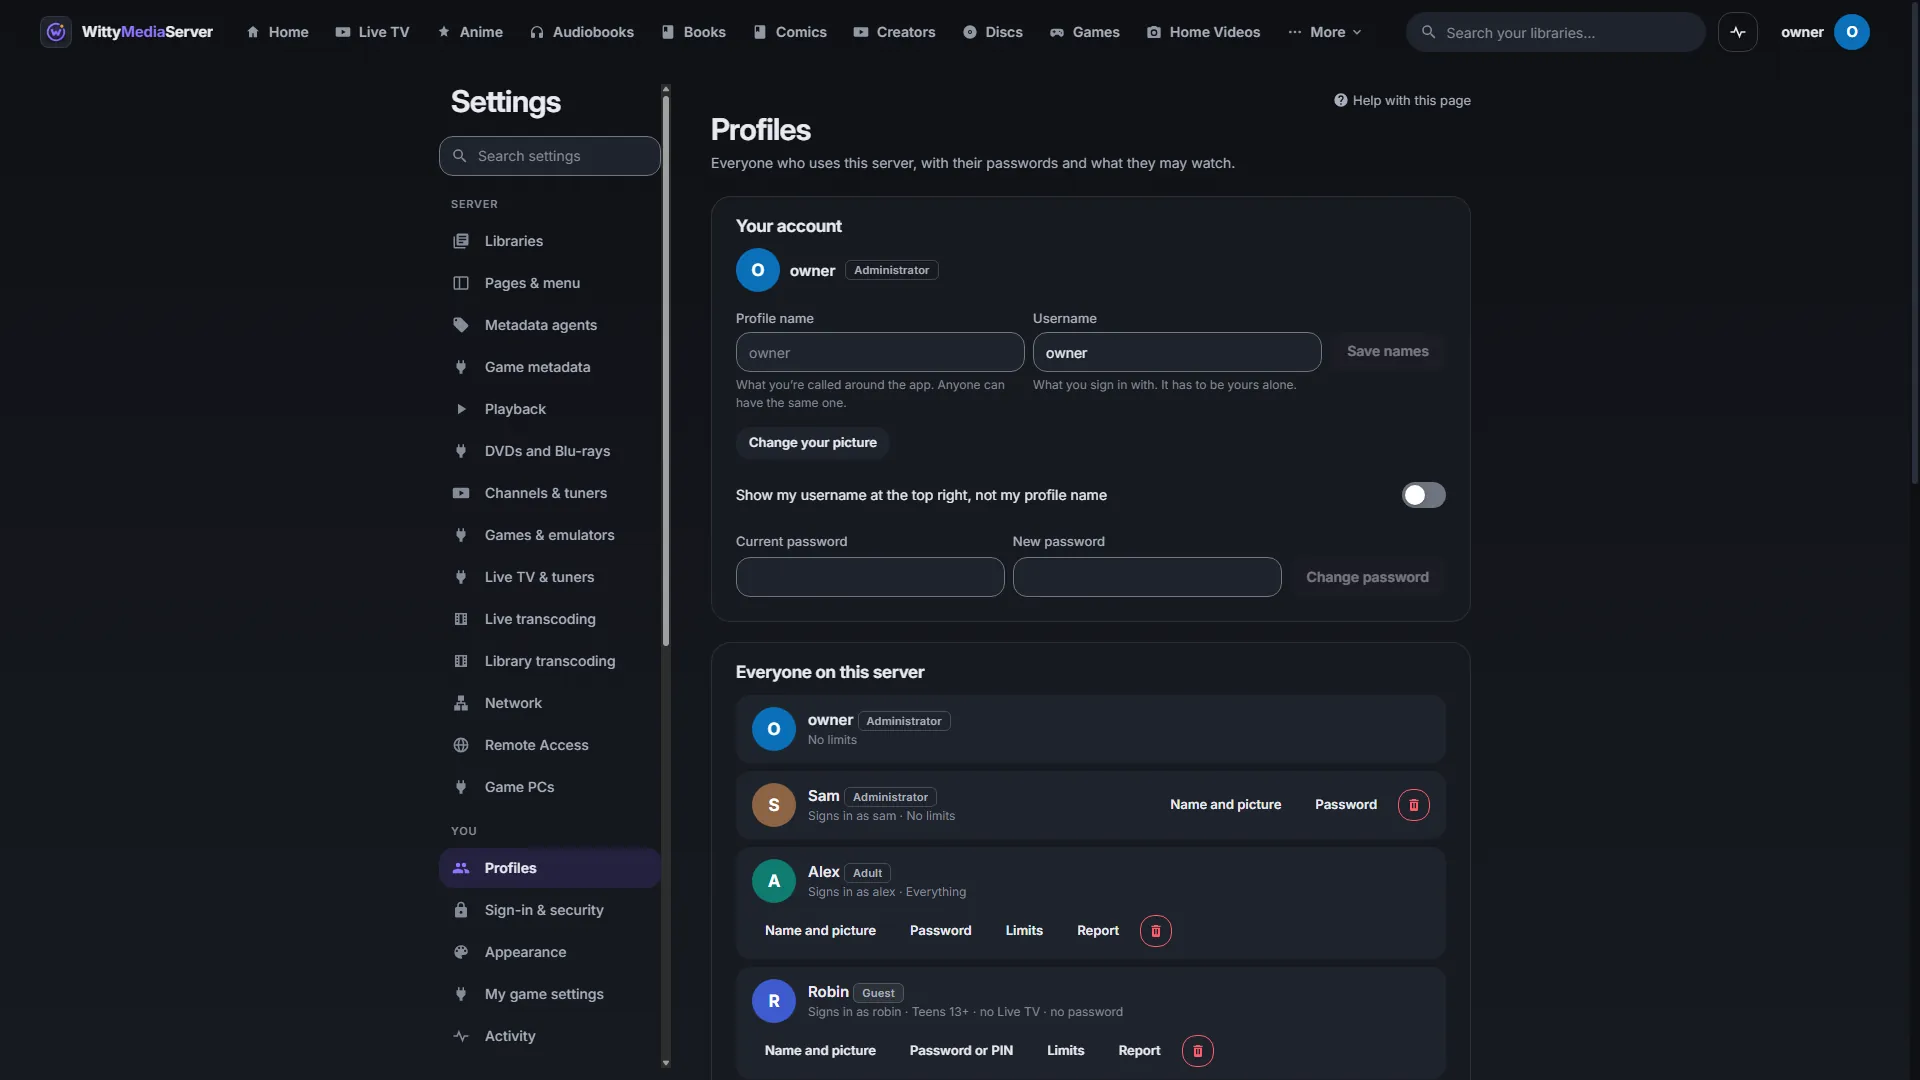 WittyMediaServer
Home
Live TV
Anime
Audiobooks
Books
Comics
Creators
Discs
Games
Home Videos
More
Search your libraries...
owner
O
Settings
Search settings
SERVER
Libraries
Pages & menu
Metadata agents
Game metadata
Playback
DVDs and Blu-rays
Channels & tuners
Games & emulators
Live TV & tuners
Live transcoding
Library transcoding
Network
Remote Access
Game PCs
YOU
Profiles
Sign-in & security
Appearance
My game settings
Activity
Help with this page
Profiles
Everyone who uses this server, with their passwords and what they may watch.
Your account
O
owner
Administrator
Profile name
Username
owner
owner
Save names
What you're called around the app. Anyone can
have the same one.
What you sign in with. It has to be yours alone.
Change your picture
Show my username at the top right, not my profile name
Current password
New password
Change password
Everyone on this server
O
owner
Administrator
No limits
S
Sam
Administrator
Signs in as sam · No limits
Name and picture
Password
A
Alex
Adult
Signs in as alex · Everything
Name and picture
Password
Limits
Report
R
Robin
Guest
Signs in as robin · Teens 13+ · no Live TV · no password
Name and picture
Password or PIN
Limits
Report